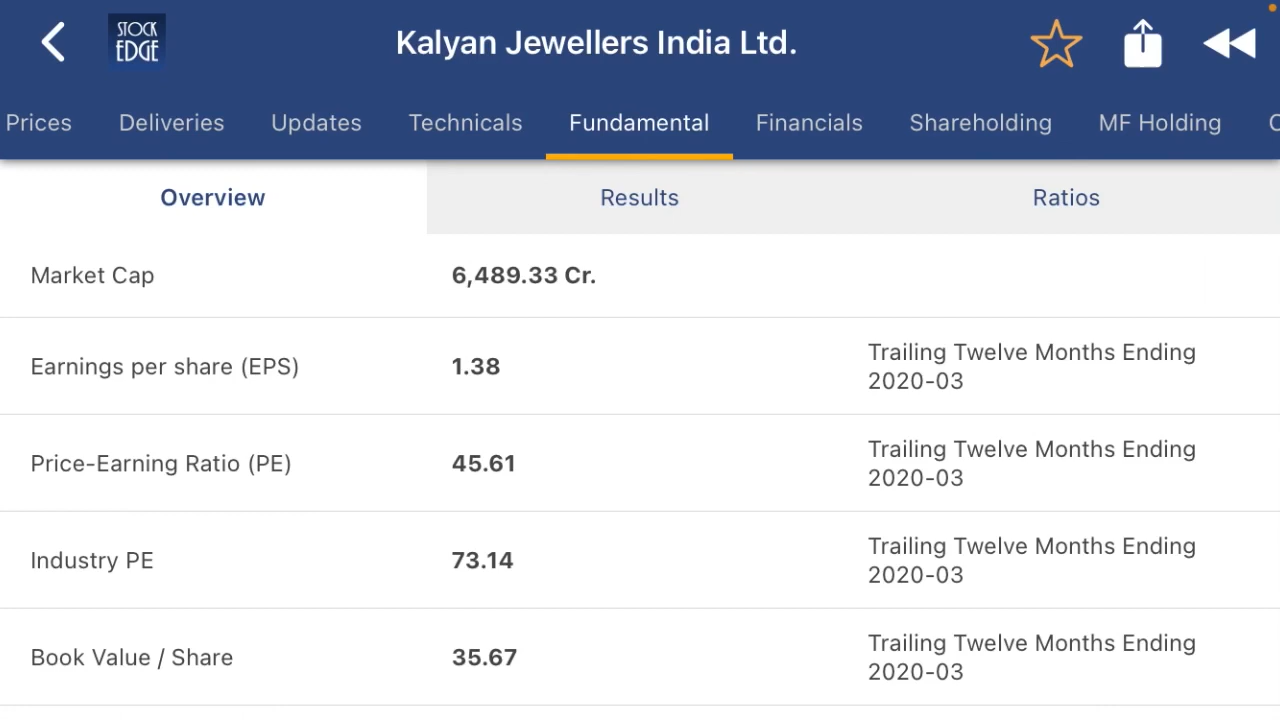 STOCK
EDGE
Kalyan Jewellers India Ltd.
Prices Deliveries Updates Technicals Fundamental Financials Shareholding MF Holding
Overview Results Ratios
Market Cap 6,489.33 Cr.
Earnings per share (EPS) 1.38 Trailing Twelve Months Ending
2020-03
Price-Earning Ratio (PE) 45.61 Trailing Twelve Months Ending
2020-03
Industry PE 73.14 Trailing Twelve Months Ending
2020-03
Book Value / Share 35.67 Trailing Twelve Months Ending
2020-03